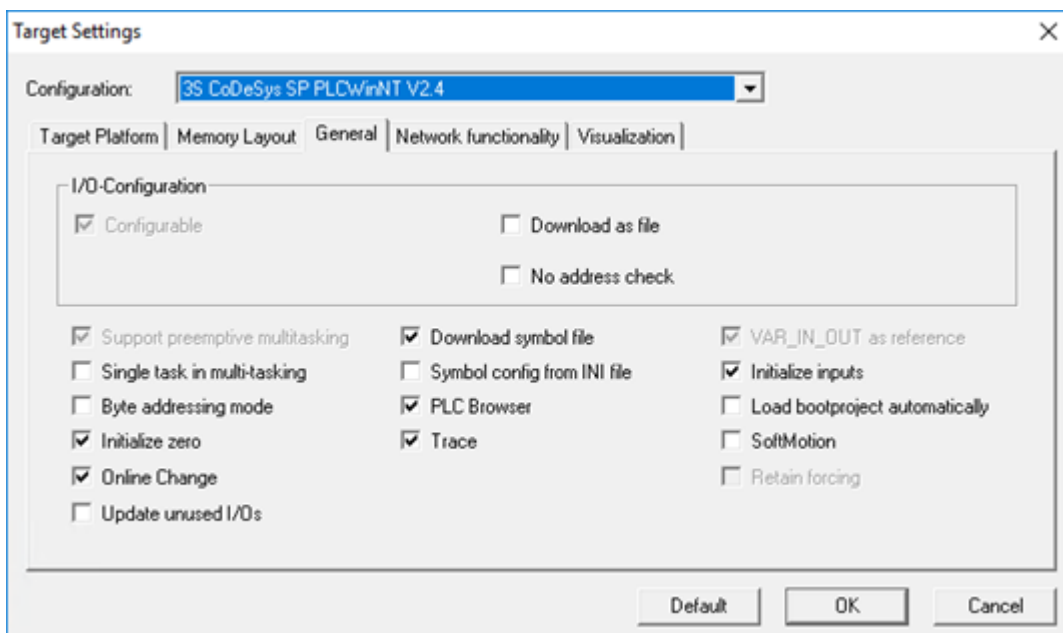 Target Settings
Configuration: 3S CoDeSys SP PLCWinNT V2.4
Target Platform Memory Layout General Network functionality Visualization
I/O-Configuration
Configurable Download as file
No address check
Support preemptive multitasking Download symbol file VAR_IN_OUT as reference
Single task in multi-tasking Symbol config from INI file Initialize inputs
Byte addressing mode PLC Browser Load bootproject automatically
Initialize zero Trace SoftMotion
Online Change Retain forcing
Update unused I/Os
Default OK Cancel